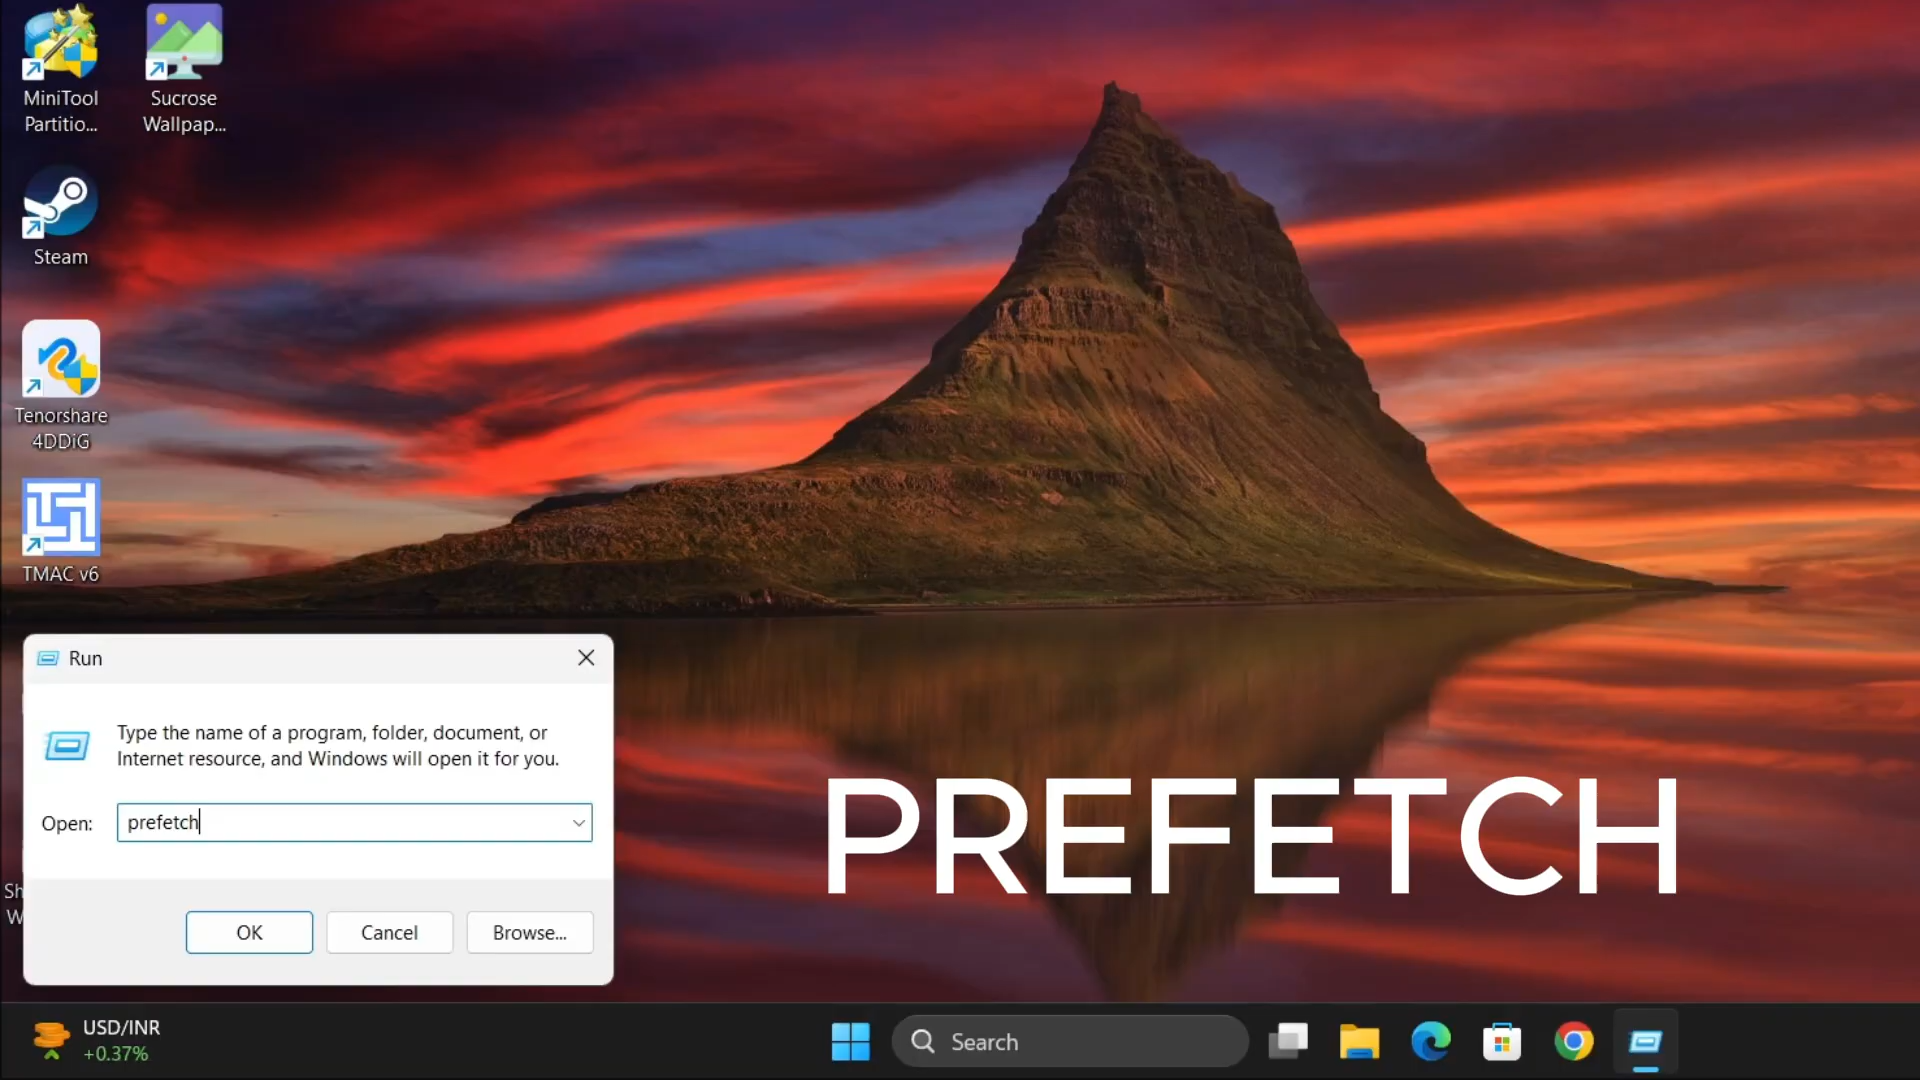 MiniTool
Partitio...
Sucrose
Wallpap...
Steam
Tenorshare
4DDiG
TMAC v6
Sh
W
Run
Type the name of a program, folder, document, or
Internet resource, and Windows will open it for you.
Open:
prefetch
OK
Cancel
Browse...
PREFETCH
USD/INR
+0.37%
Search